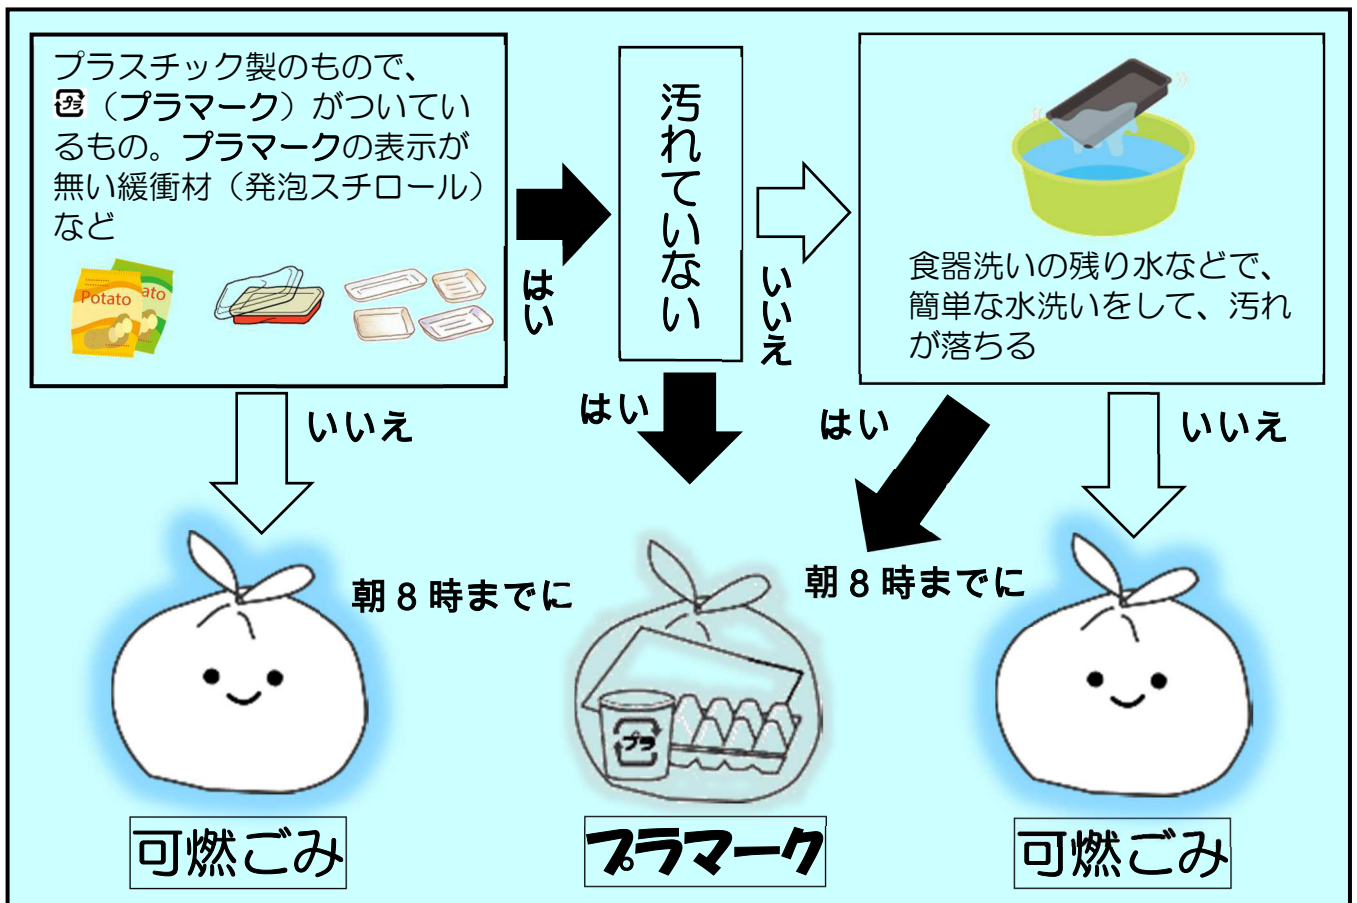 プラスチック製のもので、
プラ（プラマーク）がついてい
るもの。プラマークの表示が
無い緩衝材（発泡スチロール）
など
Potato
ato
はい
汚れていない
いいえ
食器洗いの残り水などで、
簡単な水洗いをして、汚れ
が落ちる
いいえ
はい
はい
いいえ
朝８時までに
朝８時までに
プラ
可燃ごみ
プラマーク
可燃ごみ